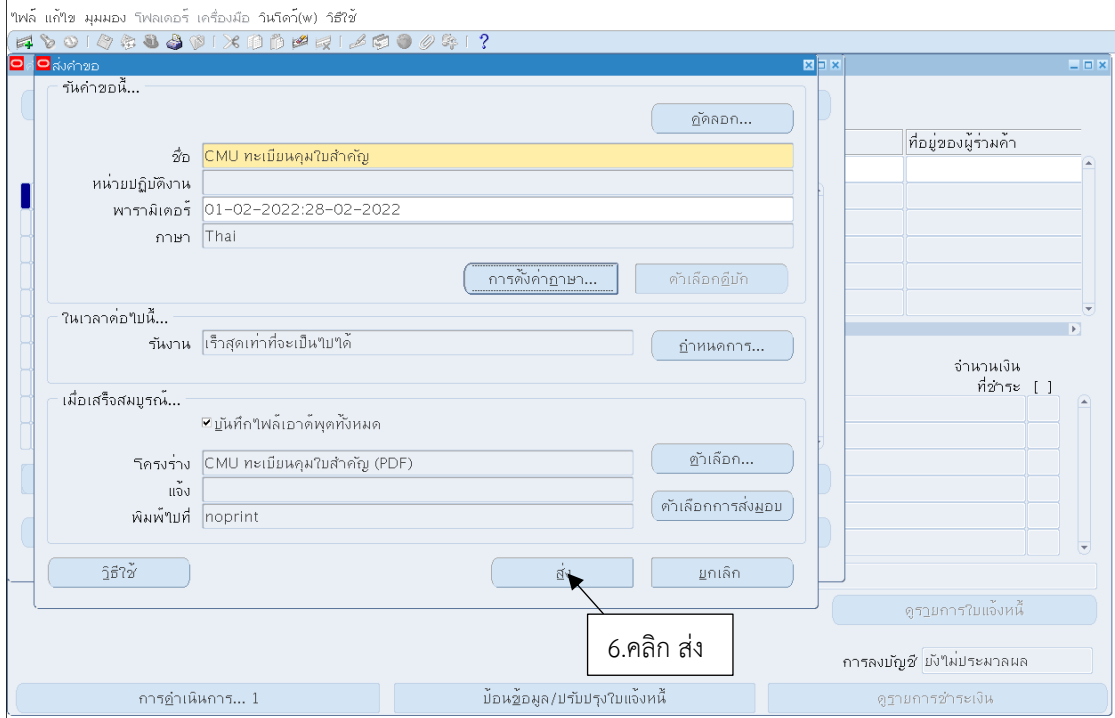 ไฟล์ แก้ไข มุมมอง โฟลเดอร์ เครื่องมือ วินโดว์(w) วิธีใช้
ส่งคำขอ
รันคำขอนี้...
คัดลอก...
ชื่อ CMU ทะเบียนคุมใบสำคัญ
หน่วยปฏิบัติงาน
พารามิเตอร์ 01-02-2022:28-02-2022
ภาษา Thai
การตั้งค่าภาษา... ตัวเลือกดีบัก
ในเวลาต่อไปนี้...
รันงาน เร็วสุดเท่าที่จะเป็นไปได้ กำหนดการ...
เมื่อเสร็จสมบูรณ์...
บันทึกไฟล์เอาต์พุตทั้งหมด
โครงร่าง CMU ทะเบียนคุมใบสำคัญ (PDF) ตัวเลือก...
แจ้ง
ตัวเลือกการส่งมอบ
พิมพ์ไปที่ noprint
วิธีใช้ ส่ง ยกเลิก
6.คลิก ส่ง
ที่อยู่ของผู้ร่วมค้า
จำนวนเงิน
ที่ชำระ [ ]
ดูรายการใบแจ้งหนี้
การลงบัญชี ยังไม่ประมวลผล
การดำเนินการ... 1 ป้อนข้อมูล/ปรับปรุงใบแจ้งหนี้ ดูรายการชำระเงิน